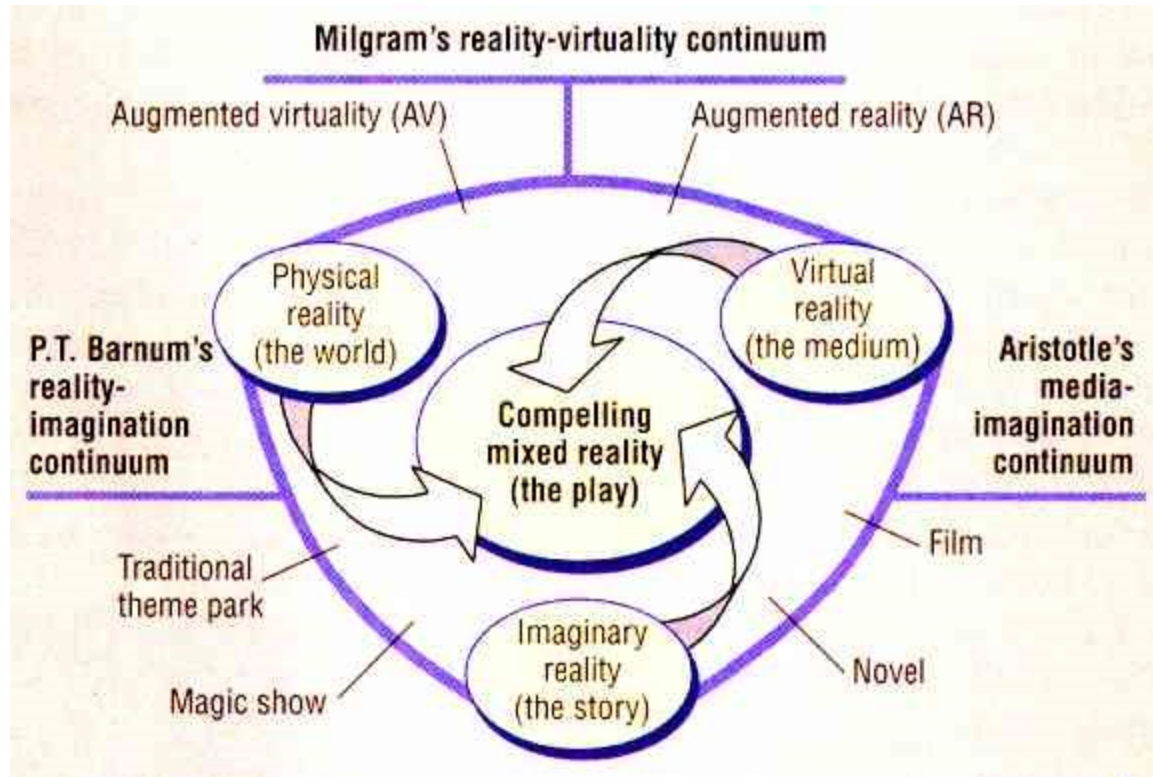 Milgram's reality-virtuality continuum
Augmented virtuality (AV)
Augmented reality (AR)
Physical
reality
(the world)
Virtual
reality
(the medium)
P.T. Barnum's
reality-
imagination
continuum
Aristotle's
media-
imagination
continuum
Compelling
mixed reality
(the play)
Traditional
theme park
Film
Imaginary
reality
(the story)
Novel
Magic show